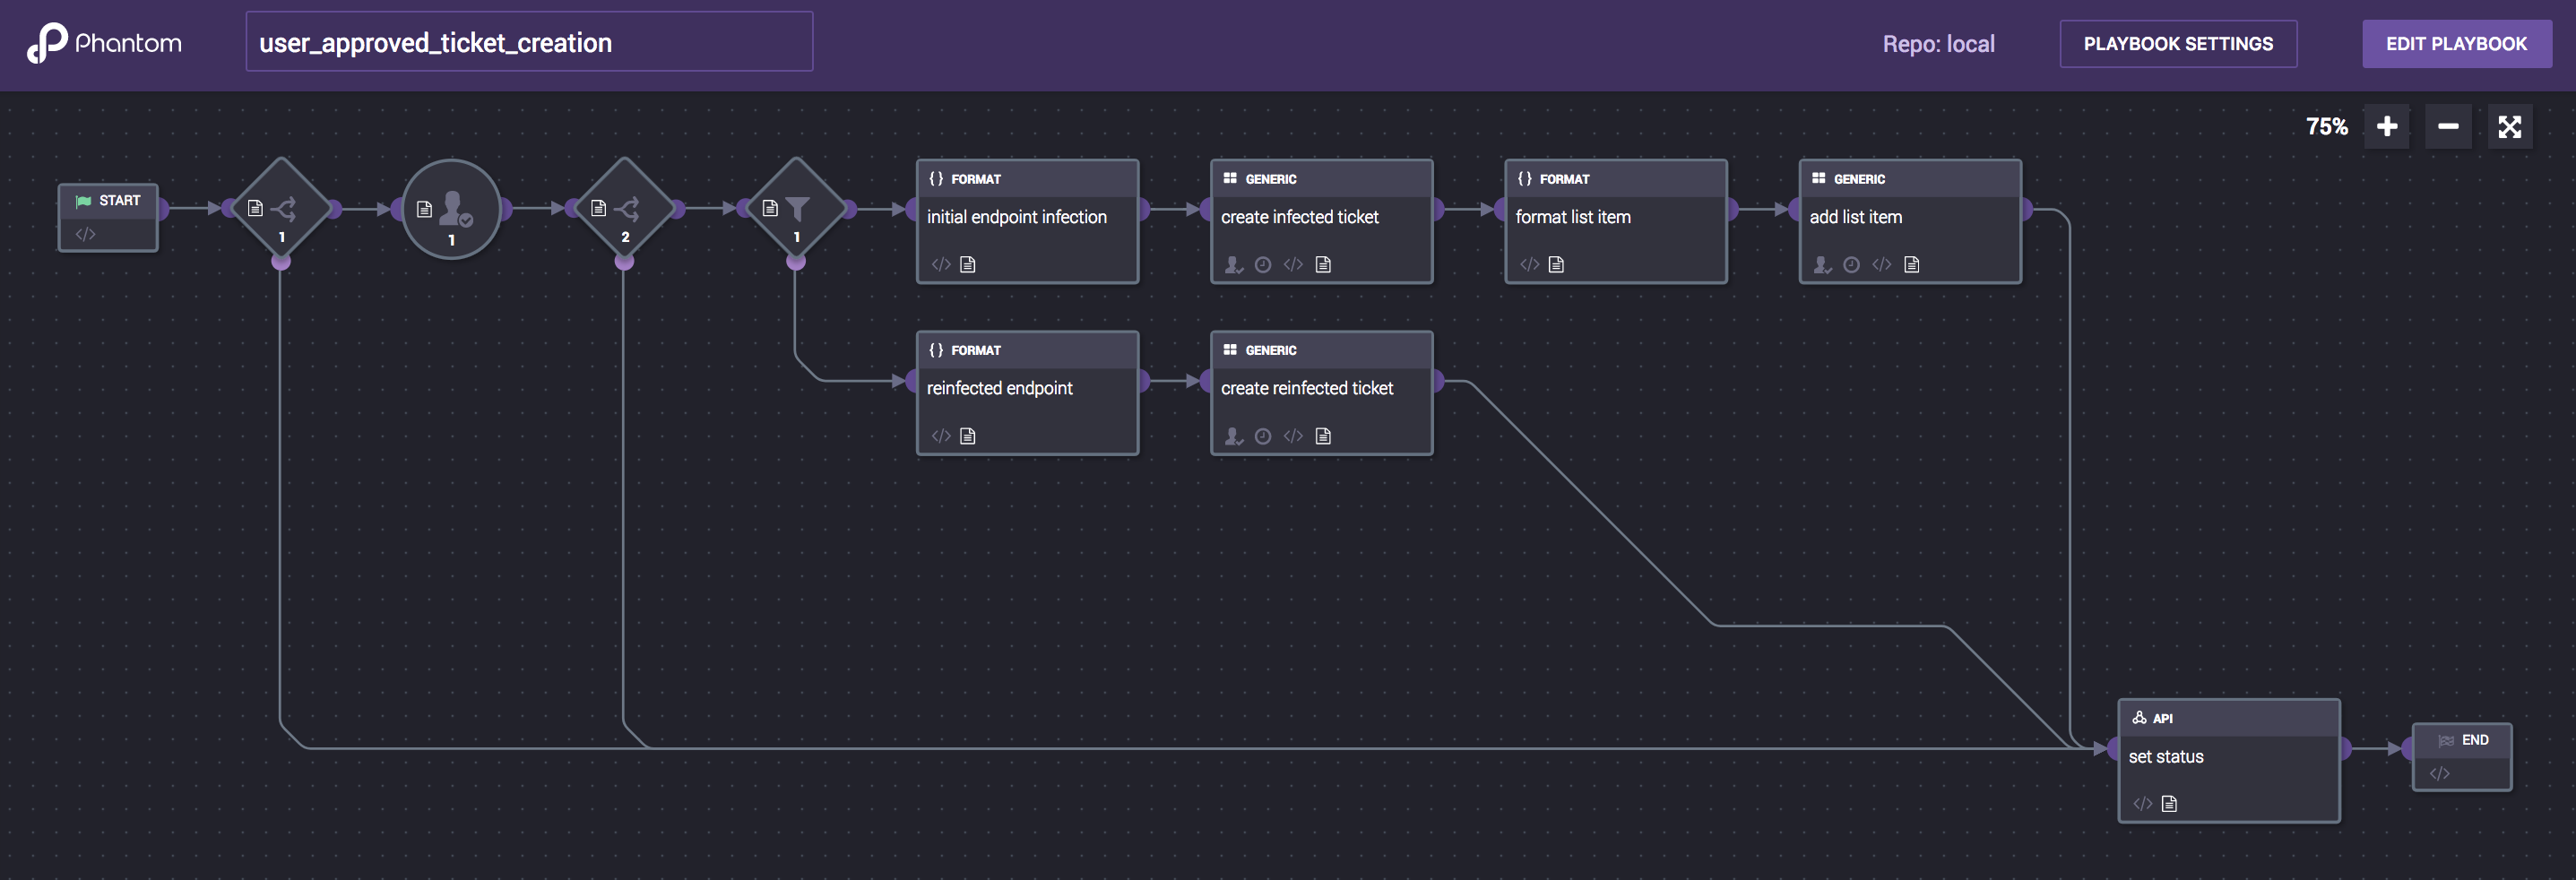 Phantom
user_approved_ticket_creation
Repo: local
PLAYBOOK SETTINGS
EDIT PLAYBOOK
75%
START
1
1
2
1
{} FORMAT
initial endpoint infection
GENERIC
create infected ticket
{} FORMAT
format list item
GENERIC
add list item
{} FORMAT
reinfected endpoint
GENERIC
create reinfected ticket
API
set status
END